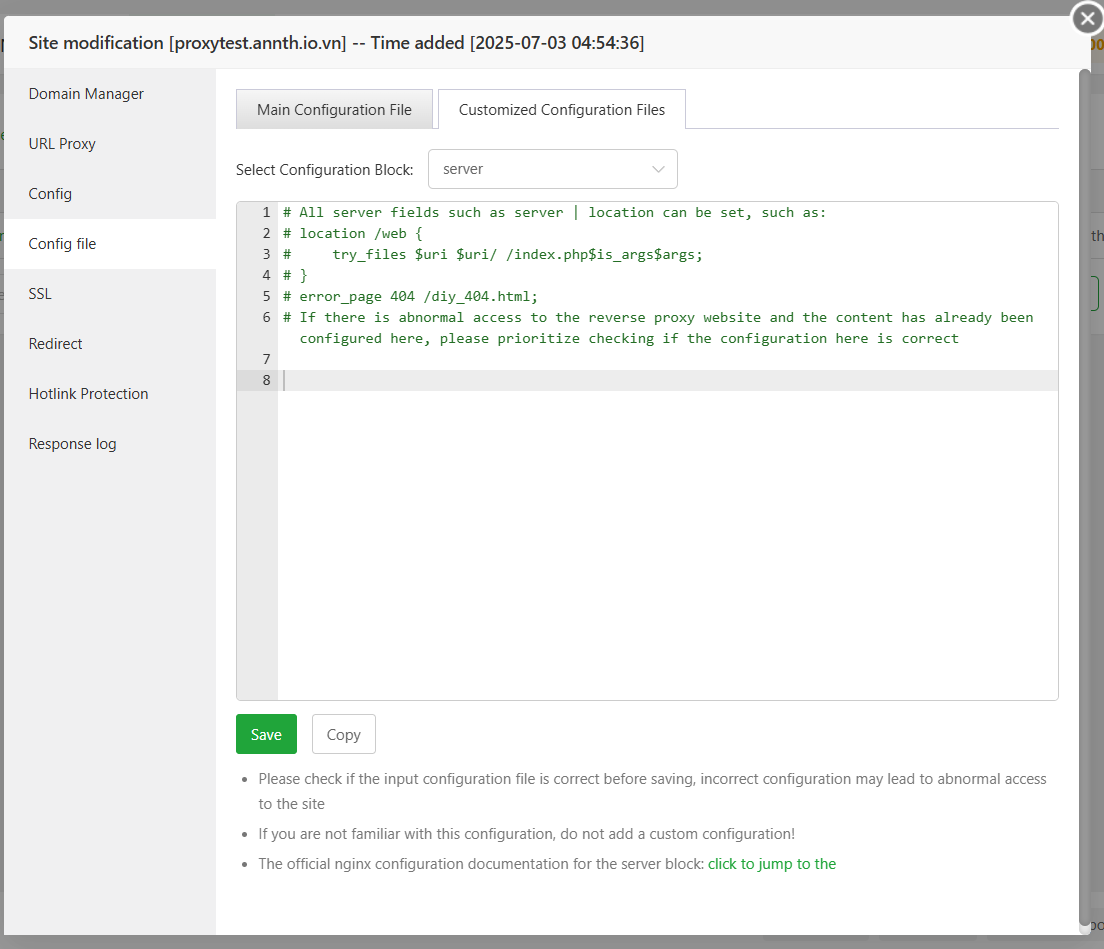 Site modification [proxytest.annth.io.vn] -- Time added [2025-07-03 04:54:36]
Domain Manager
URL Proxy
Config
Config file
SSL
Redirect
Hotlink Protection
Response log
Main Configuration File
Customized Configuration Files
Select Configuration Block:
server
1 # All server fields such as server | location can be set, such as:
2 # location /web {
3 #     try_files $uri $uri/ /index.php$is_args$args;
4 # }
5 # error_page 404 /diy_404.html;
6 # If there is abnormal access to the reverse proxy website and the content has already been
configured here, please prioritize checking if the configuration here is correct
7
8
Save
Copy
• Please check if the input configuration file is correct before saving, incorrect configuration may lead to abnormal access
to the site
• If you are not familiar with this configuration, do not add a custom configuration!
• The official nginx configuration documentation for the server block: click to jump to the